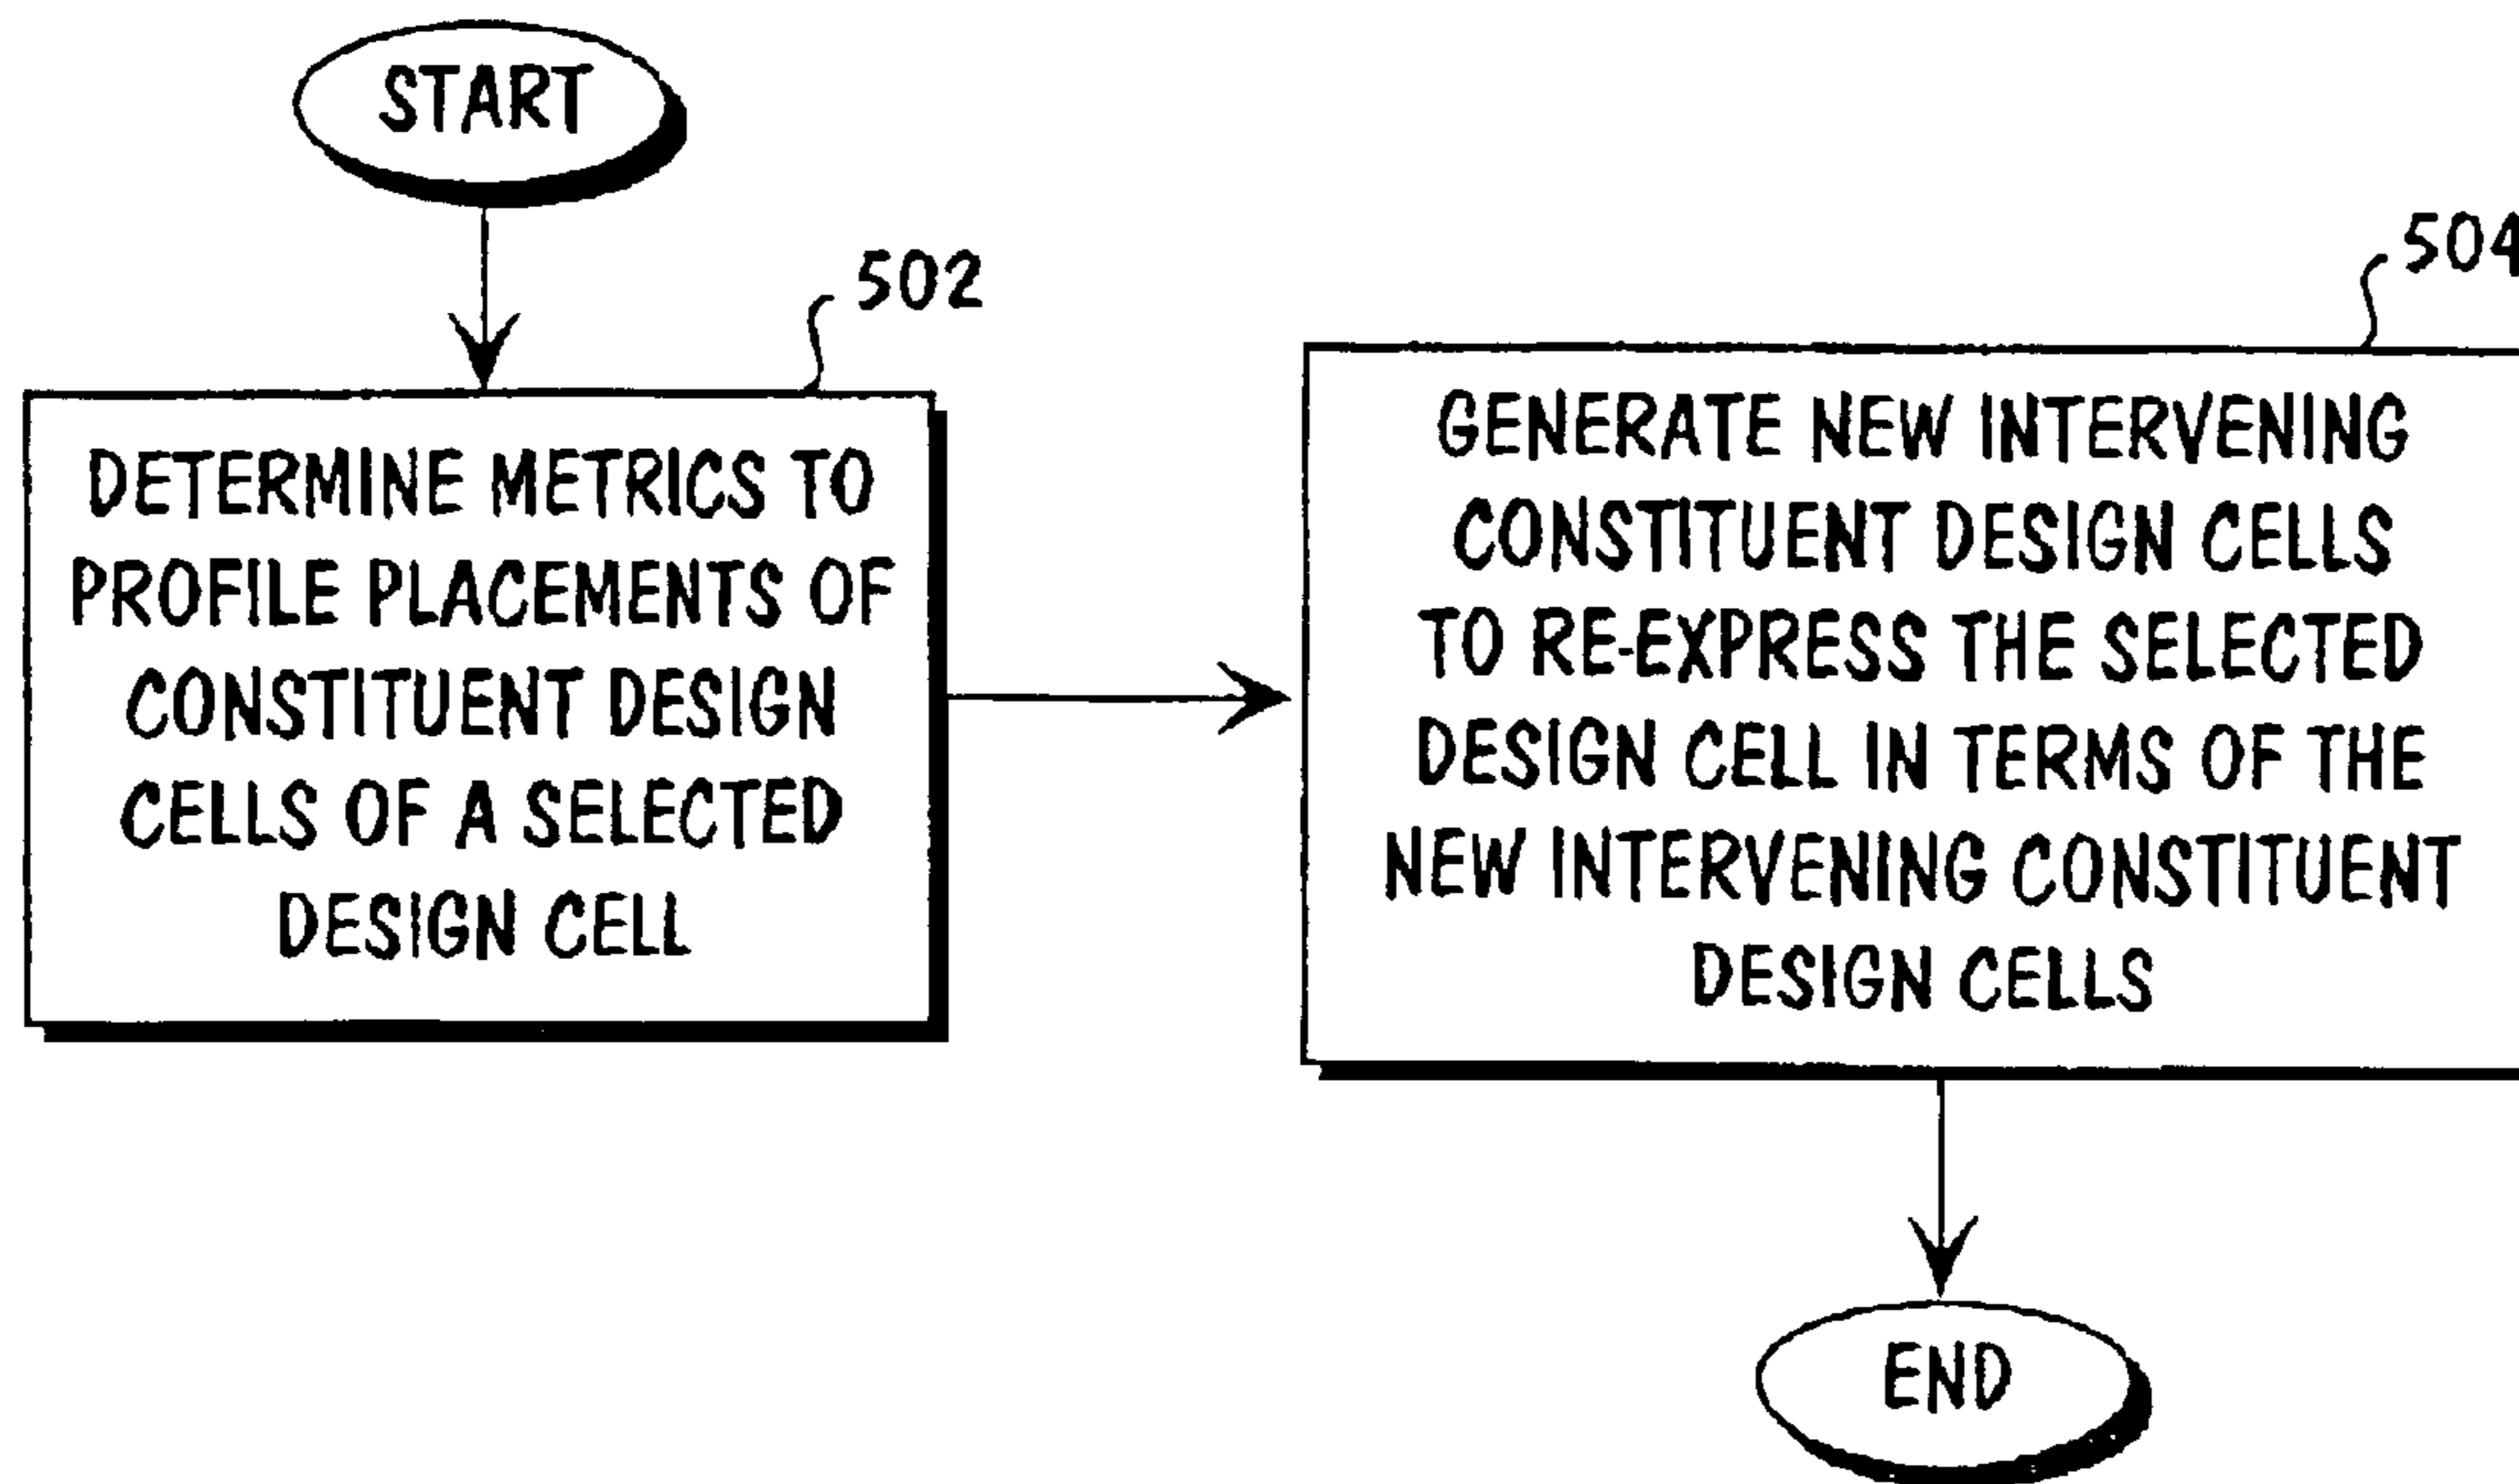 START
502
DETERMINE METRICS TO
PROFILE PLACEMENTS OF
CONSTITUENT DESIGN
CELLS OF A SELECTED
DESIGN CELL
504
GENERATE NEW INTERVENING
CONSTITUENT DESIGN CELLS
TO RE-EXPRESS THE SELECTED
DESIGN CELL IN TERMS OF THE
NEW INTERVENING CONSTITUENT
DESIGN CELLS
END